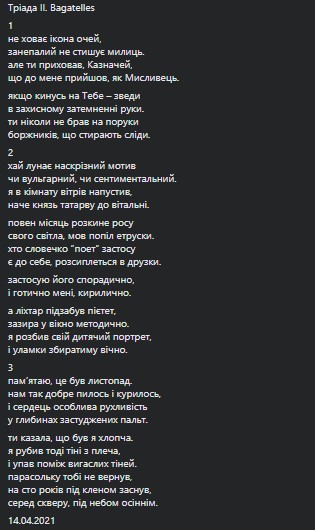 Тріада II. Bagatelles
1
не ховає ікона очей,
занепалий не стишує милиць.
але ти приховав, Казначей,
що до мене прийшов, як Мисливець.
якщо кинусь на Тебе – зведи
в захисному затемненні руки.
ти ніколи не брав на поруки
боржників, що стирають сліди.
2
хай лунає наскрізний мотив
чи вульгарний, чи сентиментальний.
я в кімнату вітрів напустив,
наче князь татарву до вітальні.
повен місяць розкине росу
свого світла, мов попіл етруски.
хто словечко “поет” застосу
є до себе, розсиплеться в друзки.
застосую його спорадично,
і готично мені, кирилично.
а ліхтар підзабув пієтет,
зазира у вікно методично.
я розбив свій дитячий портрет,
і уламки збиратиму вічно.
3
пам’ятаю, це був листопад.
нам так добре пилось і курилось,
і сердець особлива рухливість
у глибинах застуджених пальт.
ти казала, що був я хлопча.
я рубив тоді тіні з плеча,
і упав поміж вигаслих тіней.
парасольку тобі не вернув,
на сто років під кленом заснув,
серед скверу, під небом осіннім.
14.04.2021